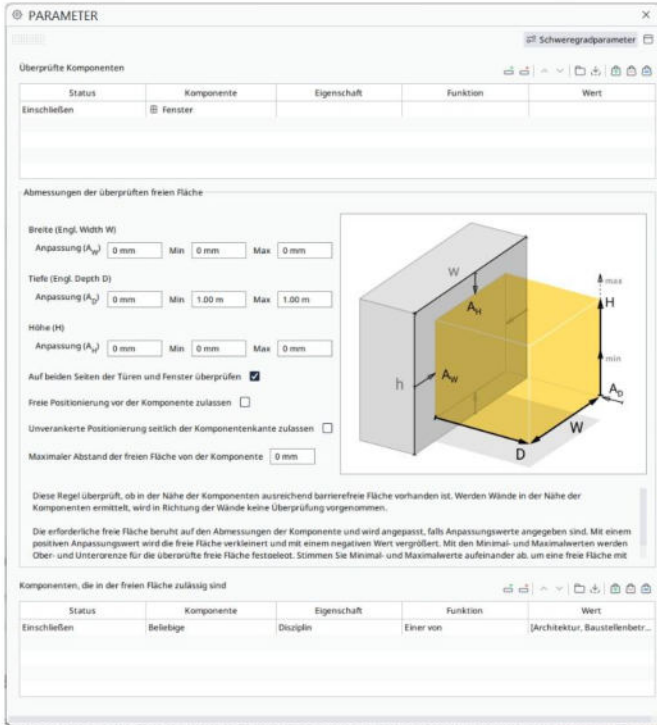 PARAMETER
Schweregradparameter
Überprüfte Komponenten
Status Komponente Eigenschaft Funktion Wert
Einschließen Fenster
Abmessungen der überprüften freien Fläche
Breite (Engl. Width W)
Anpassung (A_W) 0 mm Min 0 mm Max 0 mm
Tiefe (Engl. Depth D)
Anpassung (A_D) 0 mm Min 1.00 m Max 1.00 m
Höhe (H)
Anpassung (A_H) 0 mm Min 0 mm Max 0 mm
Auf beiden Seiten der Türen und Fenster überprüfen
Freie Positionierung vor der Komponente zulassen
Unverankerte Positionierung seitlich der Komponentenkante zulassen
Maximaler Abstand der freien Fläche von der Komponente 0 mm
W
A_H
max
H
min
h
A_W
A_D
W
D
Diese Regel überprüft, ob in der Nähe der Komponenten ausreichend barrierefreie Fläche vorhanden ist. Werden Wände in der Nähe der
Komponenten ermittelt, wird in Richtung der Wände keine Überprüfung vorgenommen.
Die erforderliche freie Fläche beruht auf den Abmessungen der Komponente und wird angepasst, falls Anpassungswerte angegeben sind. Mit einem
positiven Anpassungswert wird die freie Fläche verkleinert und mit einem negativen Wert vergrößert. Mit den Minimal- und Maximalwerten werden
Ober- und Untergrenze für die überprüfte freie Fläche festgelegt. Stimmen Sie Minimal- und Maximalwerte aufeinander ab, um eine freie Fläche mit
Komponenten, die in der freien Fläche zulässig sind
Status Komponente Eigenschaft Funktion Wert
Einschließen Beliebige Disziplin Einer von [Architektur, Baustellenbetr...